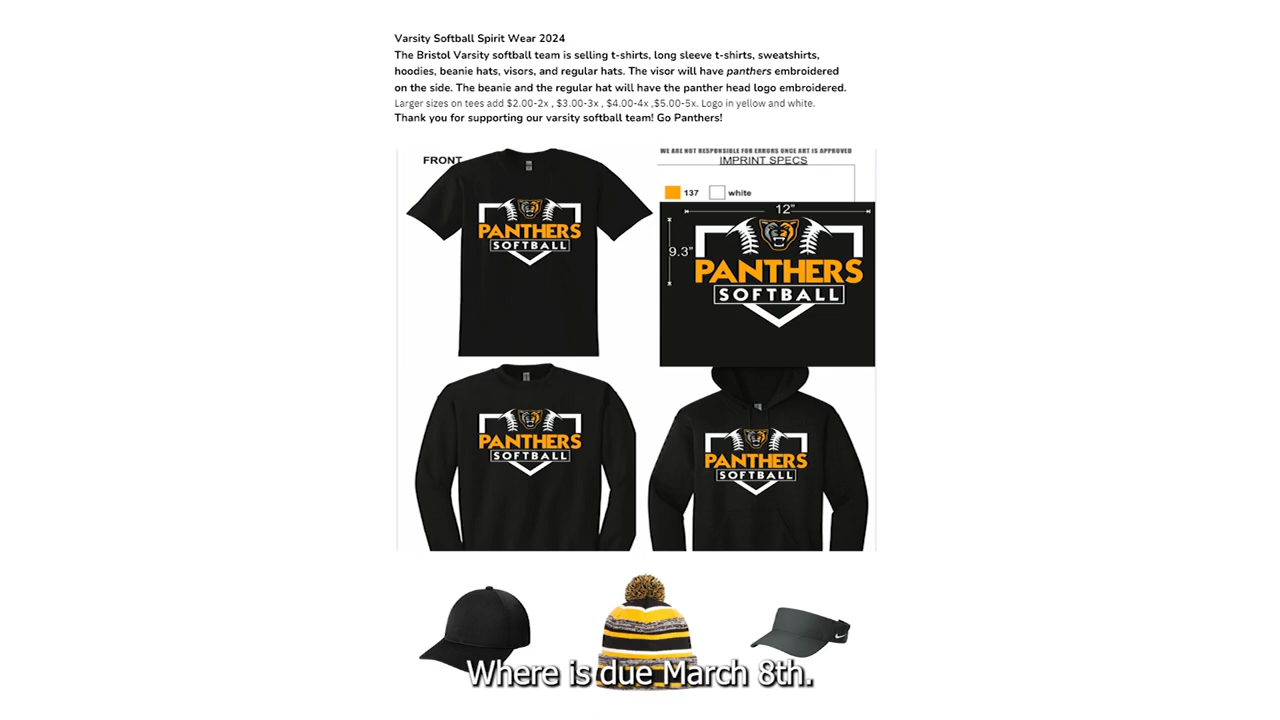 Varsity Softball Spirit Wear 2024
The Bristol Varsity softball team is selling t-shirts, long sleeve t-shirts, sweatshirts,
hoodies, beanie hats, visors, and regular hats. The visor will have panthers embroidered
on the side. The beanie and the regular hat will have the panther head logo embroidered.
Larger sizes on tees add $2.00-2x , $3.00-3x , $4.00-4x ,$5.00-5x. Logo in yellow and white.
Thank you for supporting our varsity softball team! Go Panthers!
WE ARE NOT RESPONSIBLE FOR ERRORS ONCE ART IS APPROVED
FRONT
IMPRINT SPECS
137 white
12"
9.3"
PANTHERS
SOFTBALL
PANTHERS
SOFTBALL
PANTHERS
SOFTBALL
PANTHERS
SOFTBALL
Where is due March 8th.